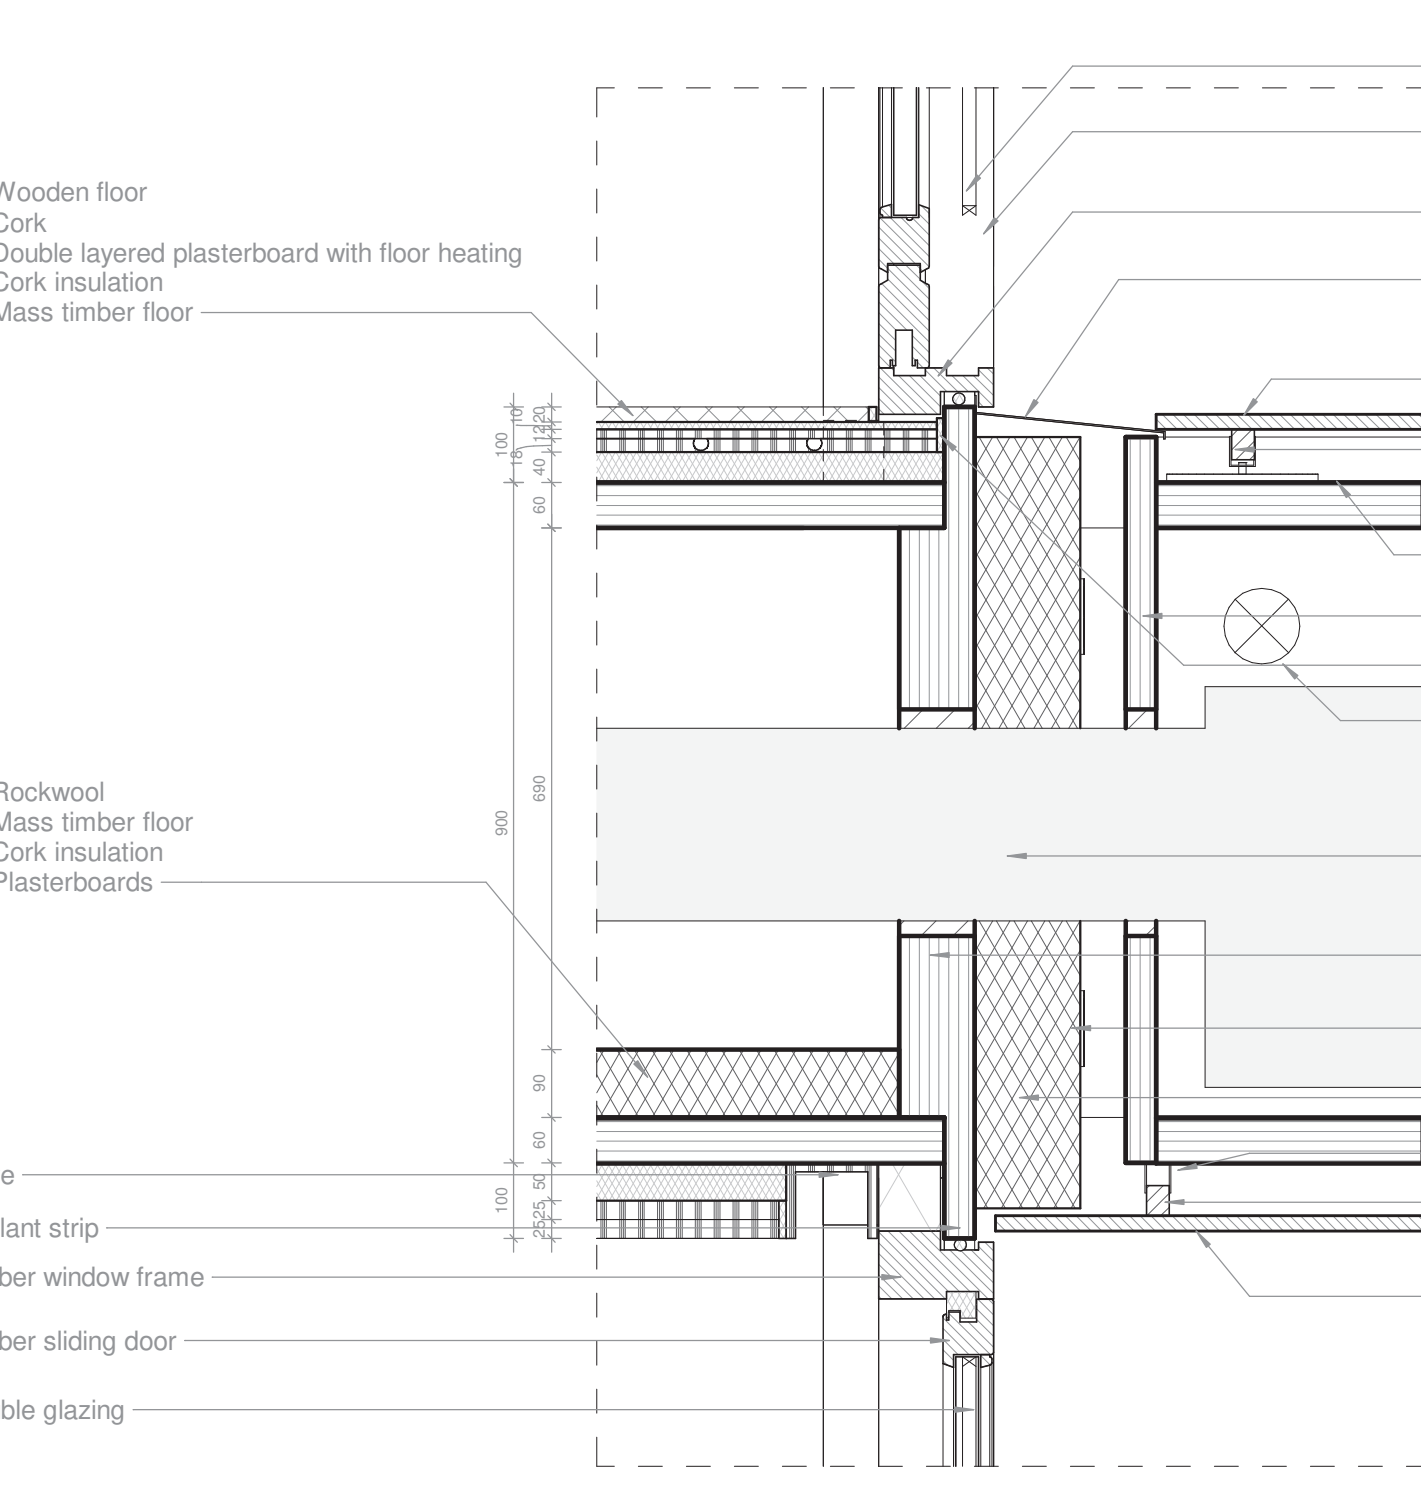 Wooden floor
Cork
Double layered plasterboard with floor heating
Cork insulation
Mass timber floor
10
20
100
12
12
18
40
60
690
900
Rockwool
Mass timber floor
Cork insulation
Plasterboards
90
60
50
100
25
25
e
lant strip
ber window frame
ber sliding door
ble glazing